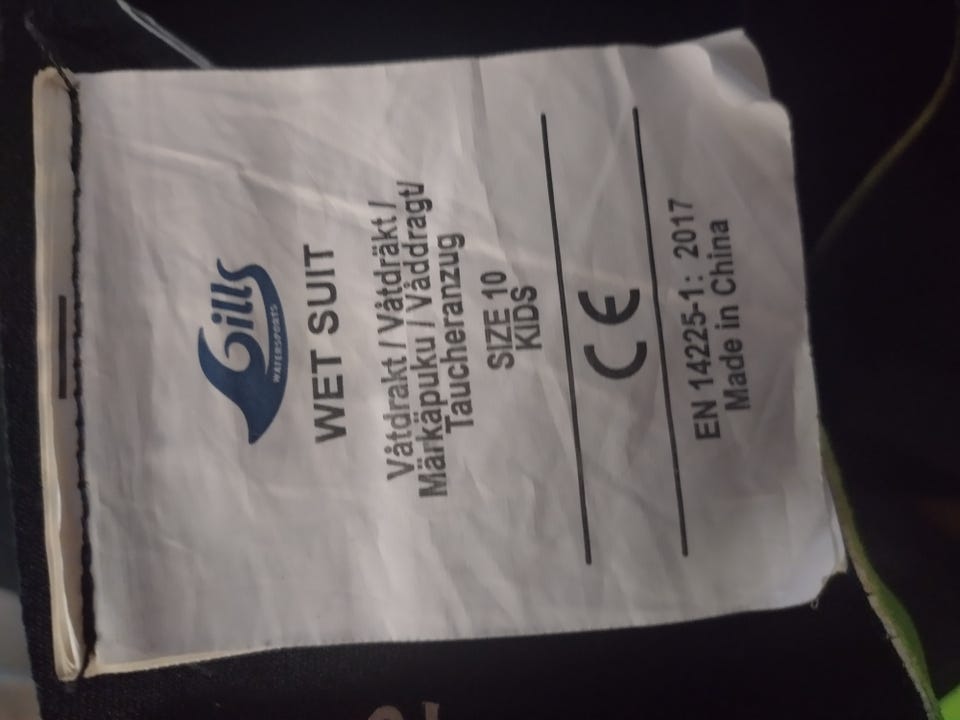 Gills
WATERSPORTS
WET SUIT
Våtdrakt / Våtdräkt /
Märkäpuku / Våddragt/
Taucheranzug
SIZE 10
KIDS
CE
EN 14225-1: 2017
Made in China